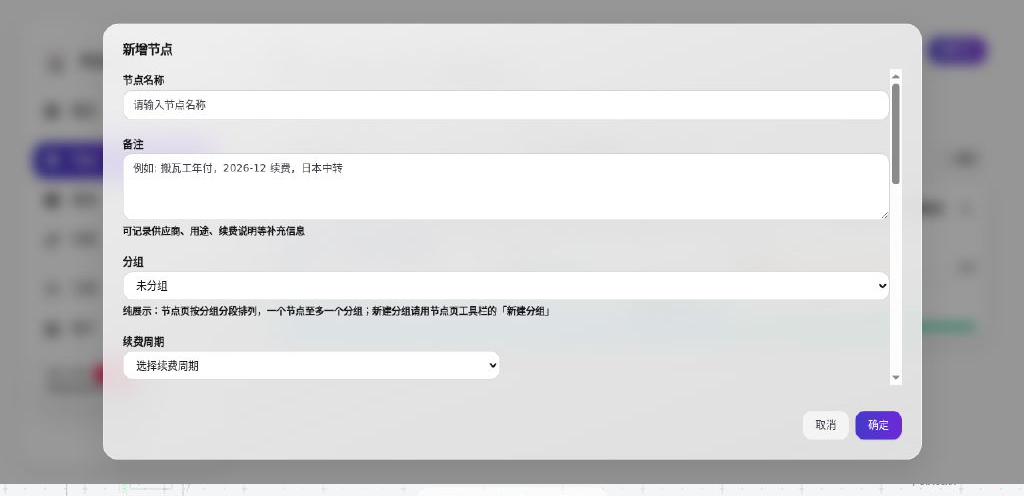 新增节点
节点名称
请输入节点名称
备注
例如: 搬瓦工年付，2026-12 续费，日本中转
可记录供应商、用途、续费说明等补充信息
分组
未分组
纯展示：节点页按分组分段排列，一个节点至多一个分组；新建分组请用节点页工具栏的「新建分组」
续费周期
选择续费周期
取消
确定